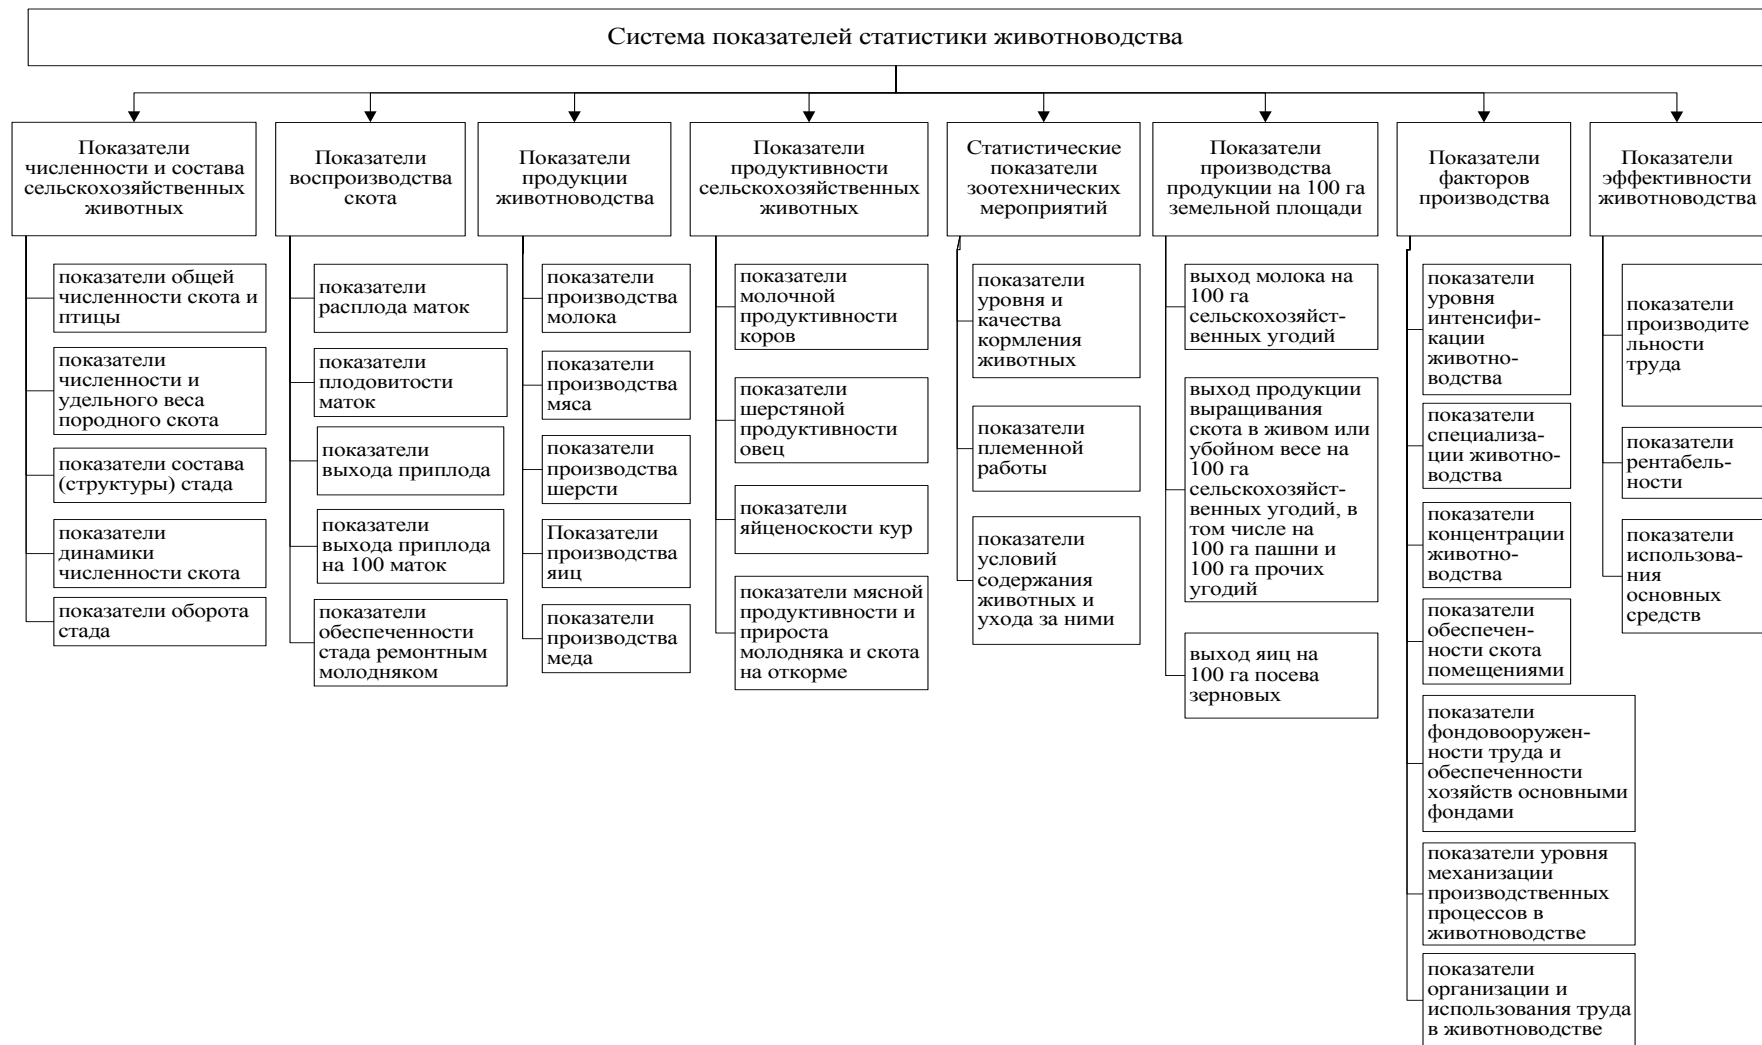 Система показателей статистики животноводства
Показатели
численности и состава
сельскохозяйственных
животных
показатели общей
численности скота и
птицы
показатели
численности и
удельного веса
породного скота
показатели состава
(структуры) стада
показатели
динамики
численности скота
показатели оборота
стада
Показатели
воспроизводства
скота
показатели
расплода маток
показатели
плодовитости
маток
показатели
выхода приплода
показатели
выхода приплода
на 100 маток
показатели
обеспеченности
стада ремонтным
молодняком
Показатели
продукции
животноводства
показатели
производства
молока
показатели
производства
мяса
показатели
производства
шерсти
Показатели
производства
яиц
показатели
производства
меда
Показатели
продуктивности
сельскохозяйственных
животных
показатели
молочной
продуктивности
коров
показатели
шерстяной
продуктивности
овец
показатели
яйценоскости кур
показатели мясной
продуктивности и
прироста
молодняка и скота
на откорме
Статистические
показатели
зоотехнических
мероприятий
показатели
уровня и
качества
кормления
животных
показатели
племенной
работы
показатели
условий
содержания
животных и
ухода за ними
Показатели
производства
продукции на 100 га
земельной площади
выход молока на
100 га
сельскохозяйст-
венных угодий
выход продукции
выращивания
скота в живом или
убойном весе на
100 га
сельскохозяйст-
венных угодий, в
том числе на
100 га пашни и
100 га прочих
угодий
выход яиц на
100 га посева
зерновых
Показатели
факторов
производства
показатели
уровня
интенсифи-
кации
животно-
водства
показатели
специализа-
ции животно-
водства
показатели
концентрации
животно-
водства
показатели
обеспечен-
ности скота
помещениями
показатели
фондовооружен-
ности труда и
обеспеченности
хозяйств основными
фондами
показатели уровня
механизации
производственных
процессов в
животноводстве
показатели
организации и
использования труда
в животноводстве
Показатели
эффективности
животноводства
показатели
производите
льности
труда
показатели
рентабель-
ности
показатели
использова-
ния
основных
средств